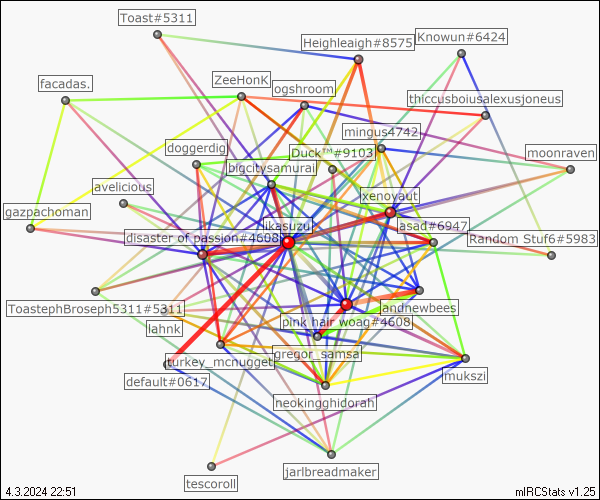 Toast#5311
Heighleaigh#8575
Knowun#6424
facadas.
ZeeHonK
ogshroom
thiccusboiusalexusjoneus
mingus4742
doggerdig
Duck™#9103
moonraven
bigcitysamurai
avelicious
xenoyaut
gazpachoman
ikasuzu
asad#6947
disaster of passion#4608
Random Stuf6#5983
ToastephBroseph5311#5311
andnewbees
pink hair woag#4608
lahnk
gregor_samsa
turkey_mcnugget
mukszi
default#0617
neokingghidorah
jarlbreadmaker
tescoroll
4.3.2024 22:51
mIRCStats v1.25